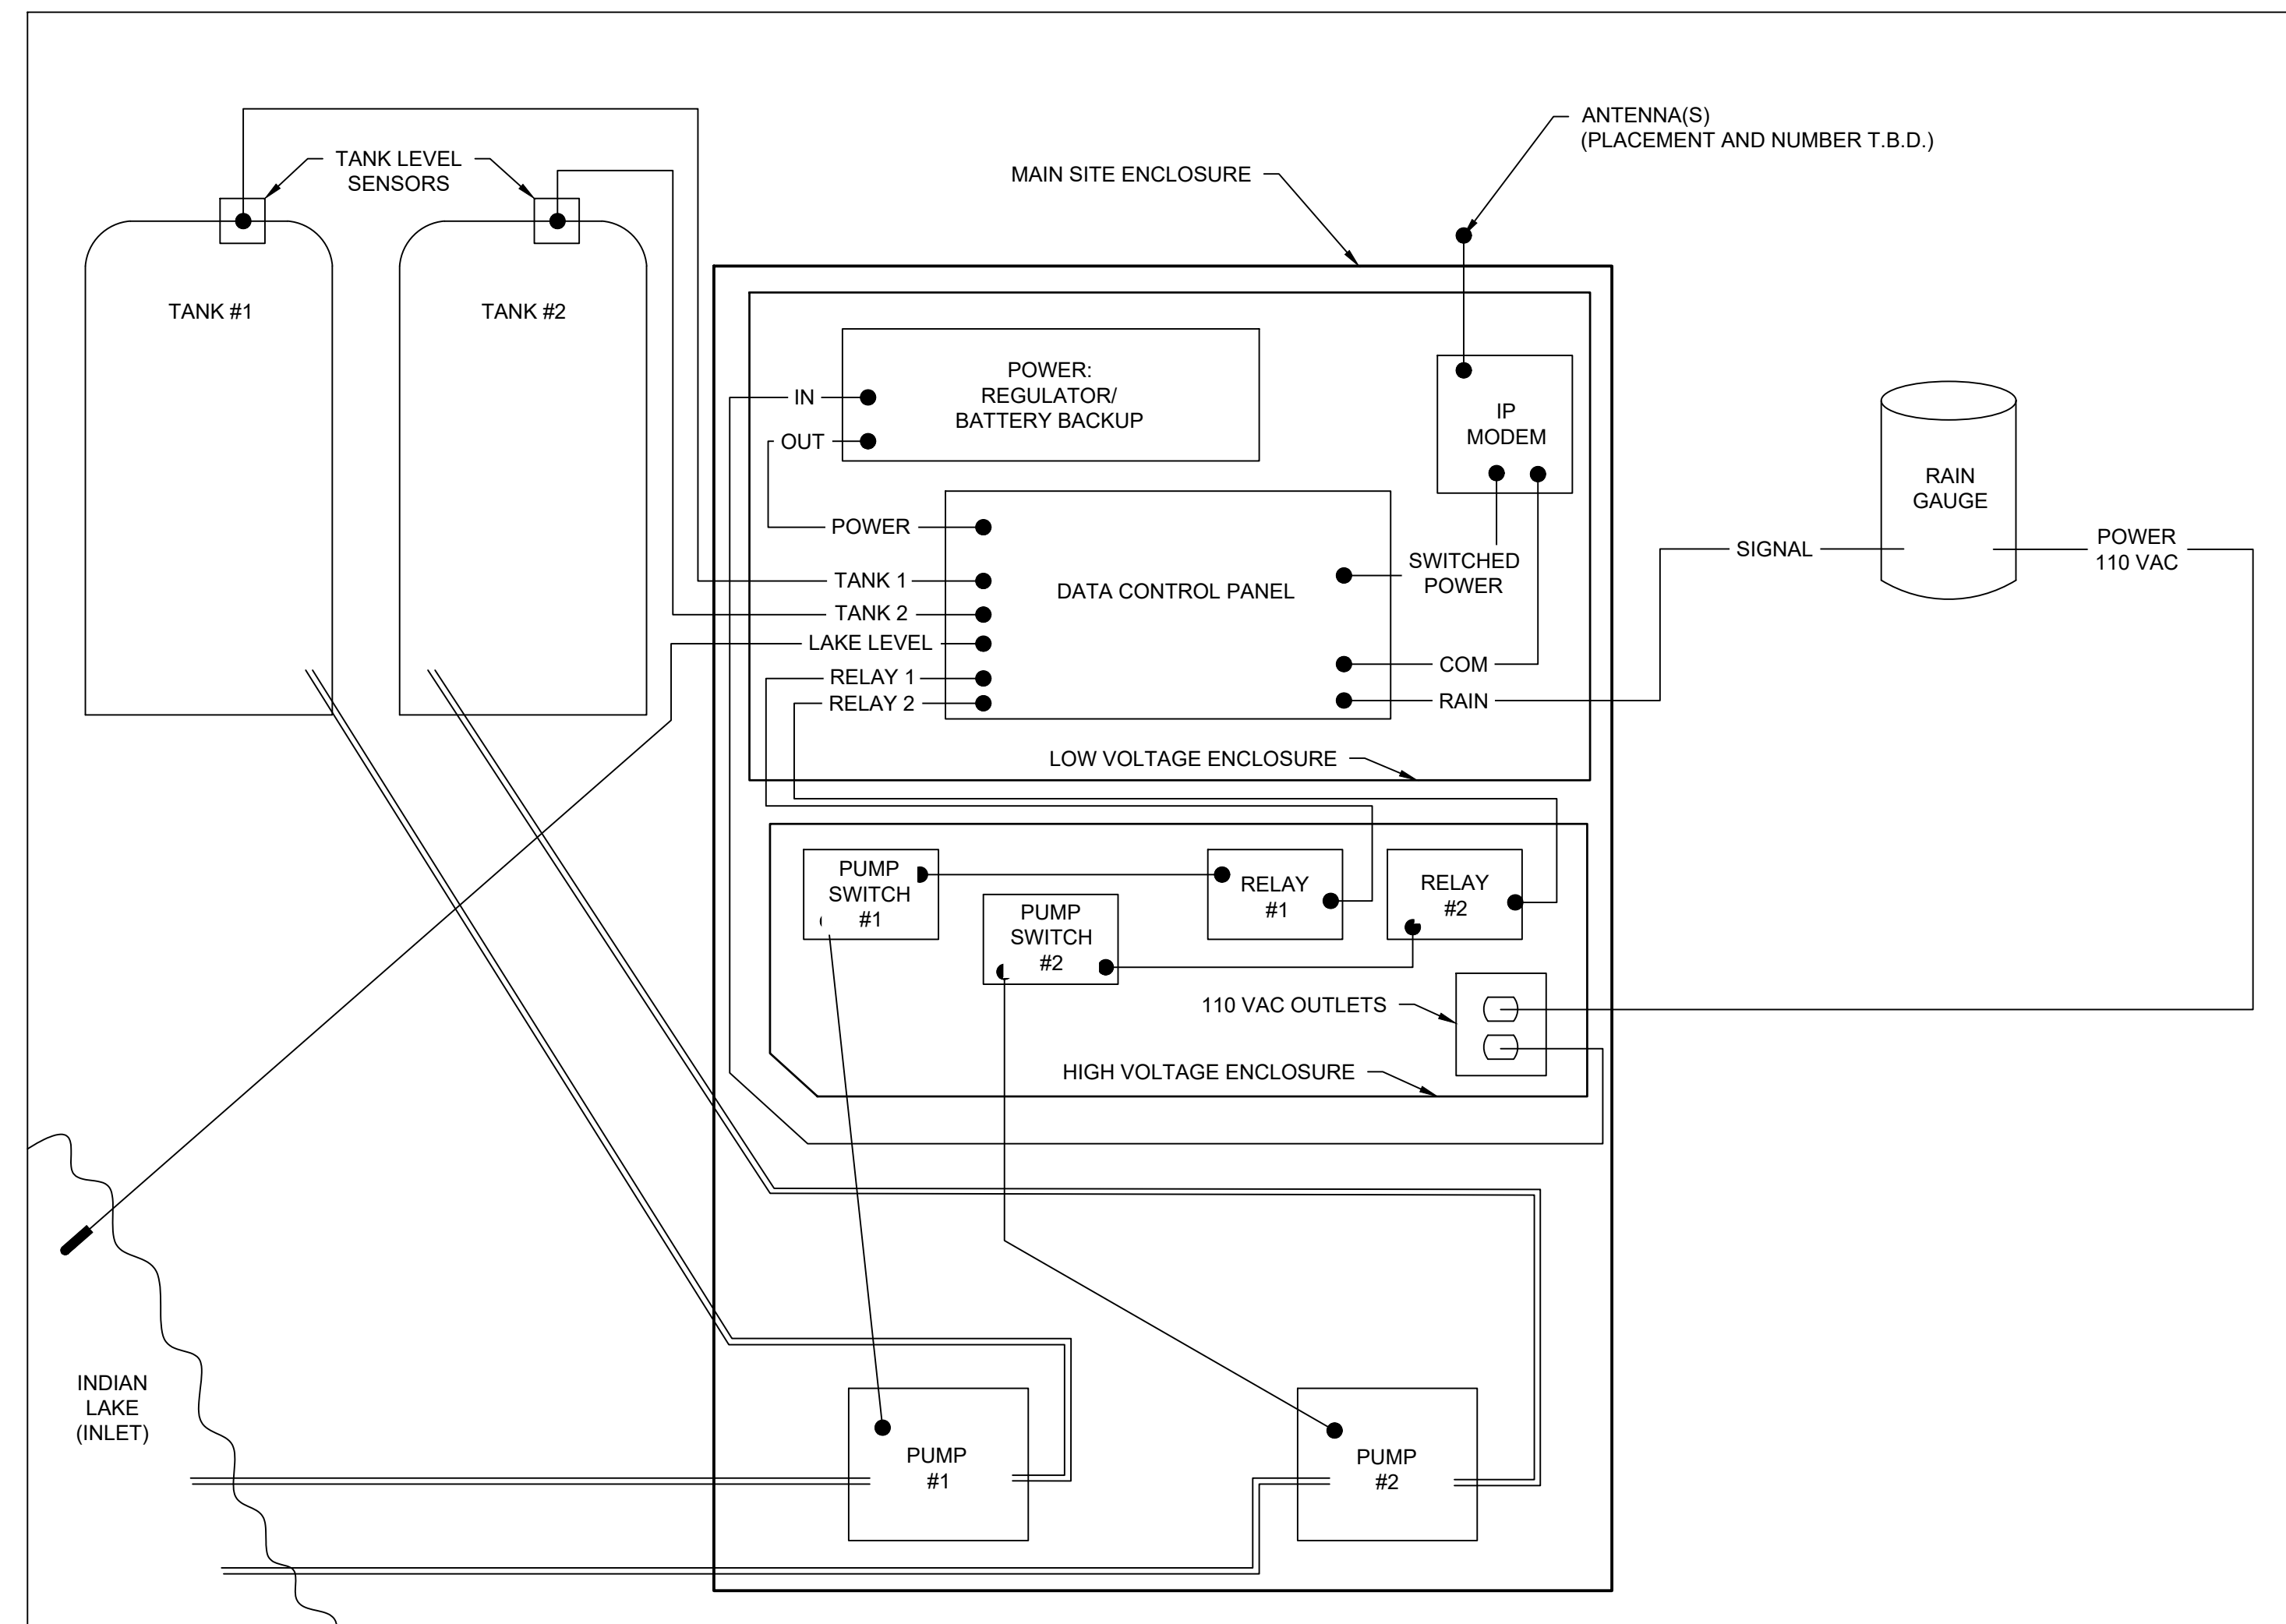 ANTENNA(S)
(PLACEMENT AND NUMBER T.B.D.)
TANK LEVEL
SENSORS
MAIN SITE ENCLOSURE
TANK #1
TANK #2
POWER:
REGULATOR/
BATTERY BACKUP
IN
OUT
IP
MODEM
RAIN
GAUGE
POWER
SIGNAL
POWER
110 VAC
SWITCHED
POWER
TANK 1
DATA CONTROL PANEL
TANK 2
LAKE LEVEL
COM
RELAY 1
RELAY 2
RAIN
LOW VOLTAGE ENCLOSURE
PUMP
SWITCH
#1
PUMP
SWITCH
#2
RELAY
#1
RELAY
#2
110 VAC OUTLETS
HIGH VOLTAGE ENCLOSURE
INDIAN
LAKE
(INLET)
PUMP
#1
PUMP
#2